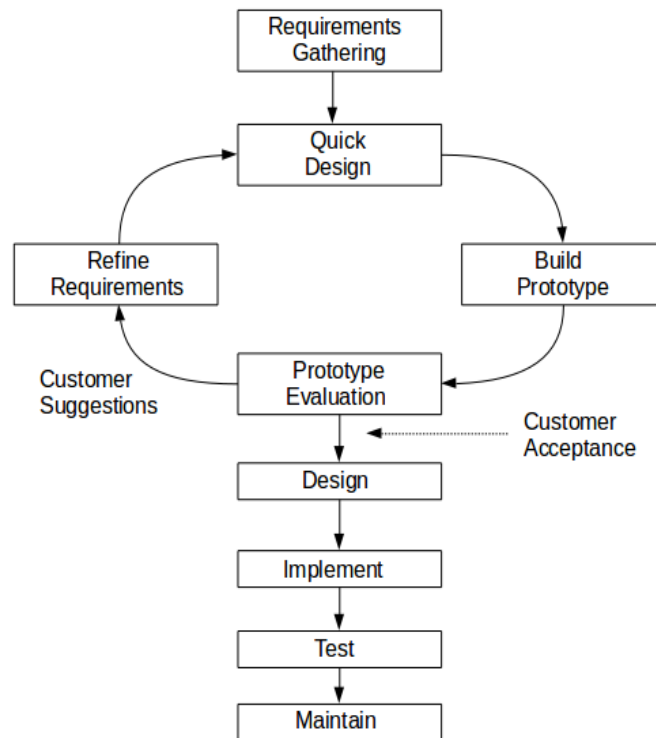 Requirements
Gathering
Quick
Design
Refine
Requirements
Build
Prototype
Prototype
Evaluation
Customer
Suggestions
Customer
Acceptance
Design
Implement
Test
Maintain